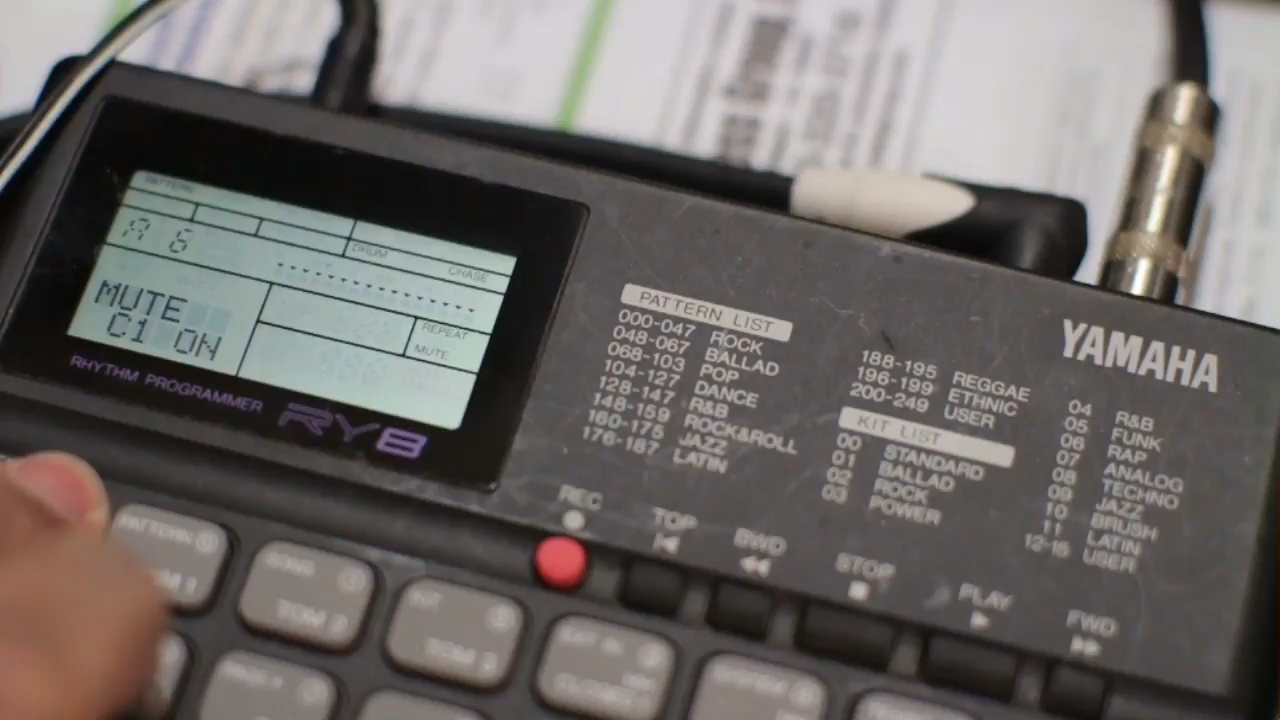 PATTERN
A 6
DRUM
CHASE
MUTE
C1 ON
REPEAT
MUTE
RHYTHM PROGRAMMER RY8
PATTERN LIST
000-047 ROCK
048-067 BALLAD
068-103 POP
104-127 DANCE
128-147 R&B
148-159 ROCK&ROLL
160-175 JAZZ
176-187 LATIN
188-195 REGGAE
196-199 ETHNIC
200-249 USER
KIT LIST
00 STANDARD
01 BALLAD
02 ROCK
03 POWER
YAMAHA
04 R&B
05 FUNK
06 RAP
07 ANALOG
08 TECHNO
09 JAZZ
10 BRUSH
11 LATIN
12-15 USER
REC
TOP
BWD
STOP
PLAY
FWD
PATTERN
TOM 2
TOM 3